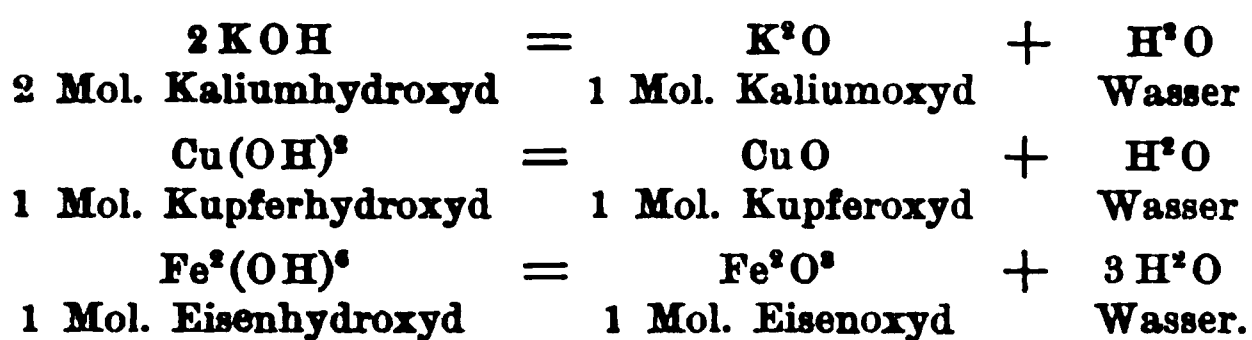 2 KOH = K²O + H²O
2 Mol. Kaliumhydroxyd 1 Mol. Kaliumoxyd Wasser
Cu(OH)² = CuO + H²O
1 Mol. Kupferhydroxyd 1 Mol. Kupferoxyd Wasser
Fe²(OH)⁶ = Fe²O³ + 3 H²O
1 Mol. Eisenhydroxyd 1 Mol. Eisenoxyd Wasser.